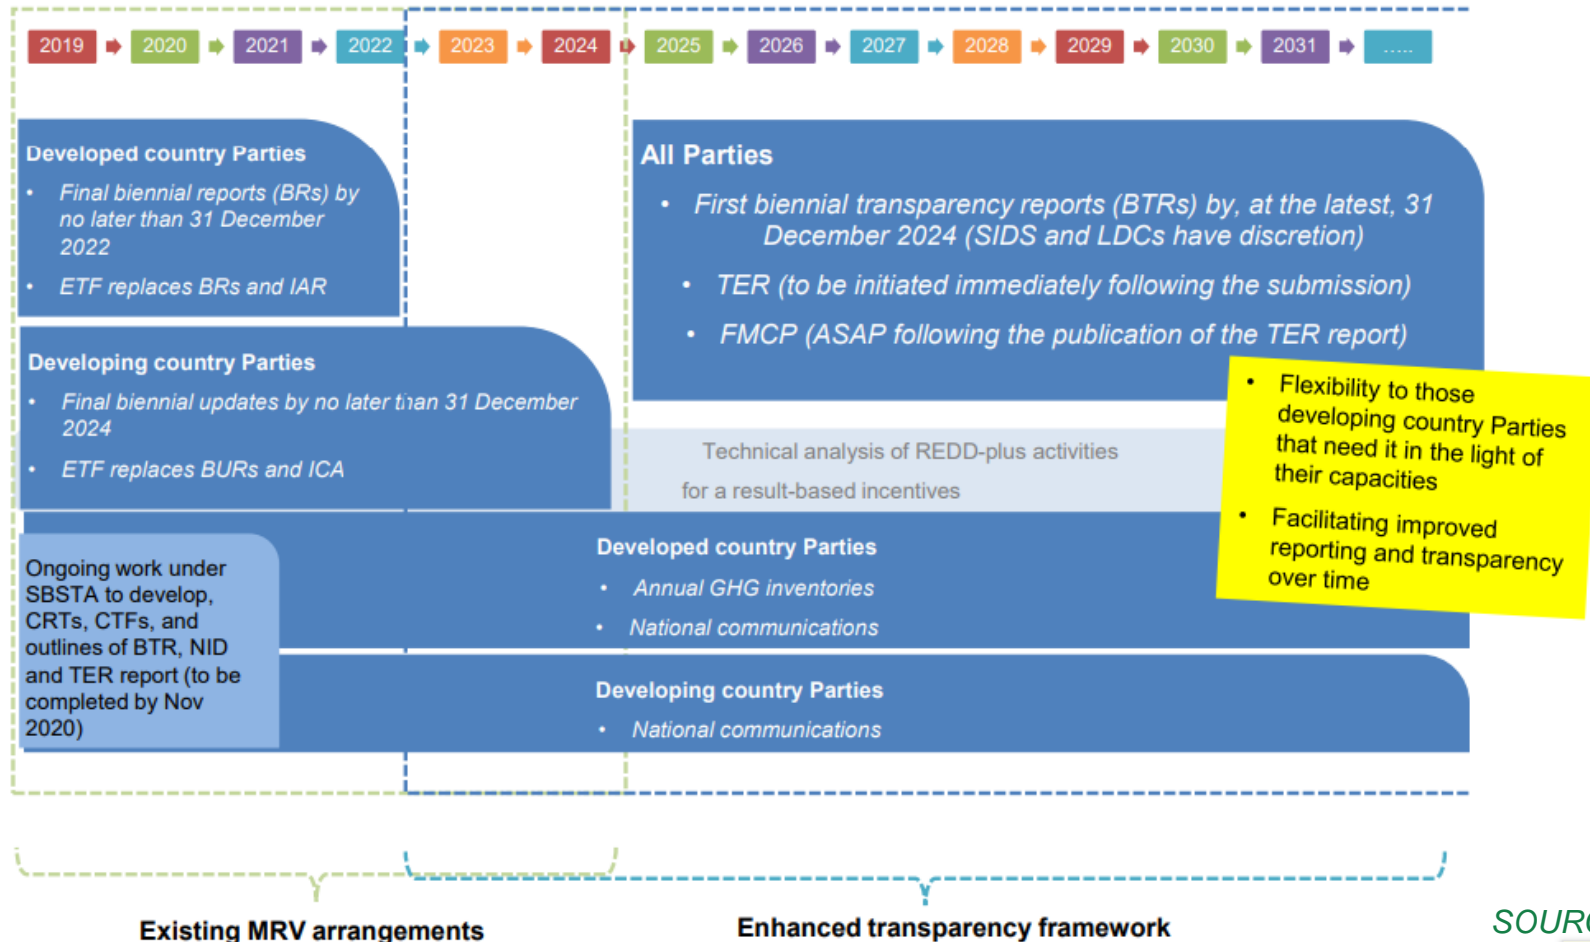 2019 2020 2021 2022 2023 2024 2025 2026 2027 2028 2029 2030 2031 .....
Developed country Parties
• Final biennial reports (BRs) by
no later than 31 December
2022
• ETF replaces BRs and IAR
All Parties
• First biennial transparency reports (BTRs) by, at the latest, 31
December 2024 (SIDS and LDCs have discretion)
• TER (to be initiated immediately following the submission)
• FMCP (ASAP following the publication of the TER report)
Developing country Parties
• Final biennial updates by no later than 31 December
2024
• ETF replaces BURs and ICA
Technical analysis of REDD-plus activities
for a result-based incentives
• Flexibility to those
developing country Parties
that need it in the light of
their capacities
• Facilitating improved
reporting and transparency
over time
Ongoing work under
SBSTA to develop,
CRTs, CTFs, and
outlines of BTR, NID
and TER report (to be
completed by Nov
2020)
Developed country Parties
• Annual GHG inventories
• National communications
Developing country Parties
• National communications
Existing MRV arrangements
Enhanced transparency framework